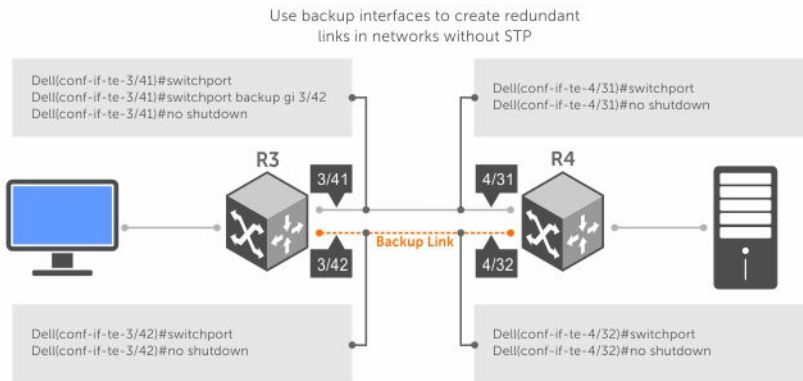 Use backup interfaces to create redundant
links in networks without STP
Dell(conf-if-te-3/41)#switchport
Dell(conf-if-te-3/41)#switchport backup gi 3/42
Dell(conf-if-te-3/41)#no shutdown
Dell(conf-if-te-4/31)#switchport
Dell(conf-if-te-4/31)#no shutdown
R3
R4
3/41
4/31
Backup Link
3/42
4/32
Dell(conf-if-te-3/42)#switchport
Dell(conf-if-te-3/42)#no shutdown
Dell(conf-if-te-4/32)#switchport
Dell(conf-if-te-4/32)#no shutdown